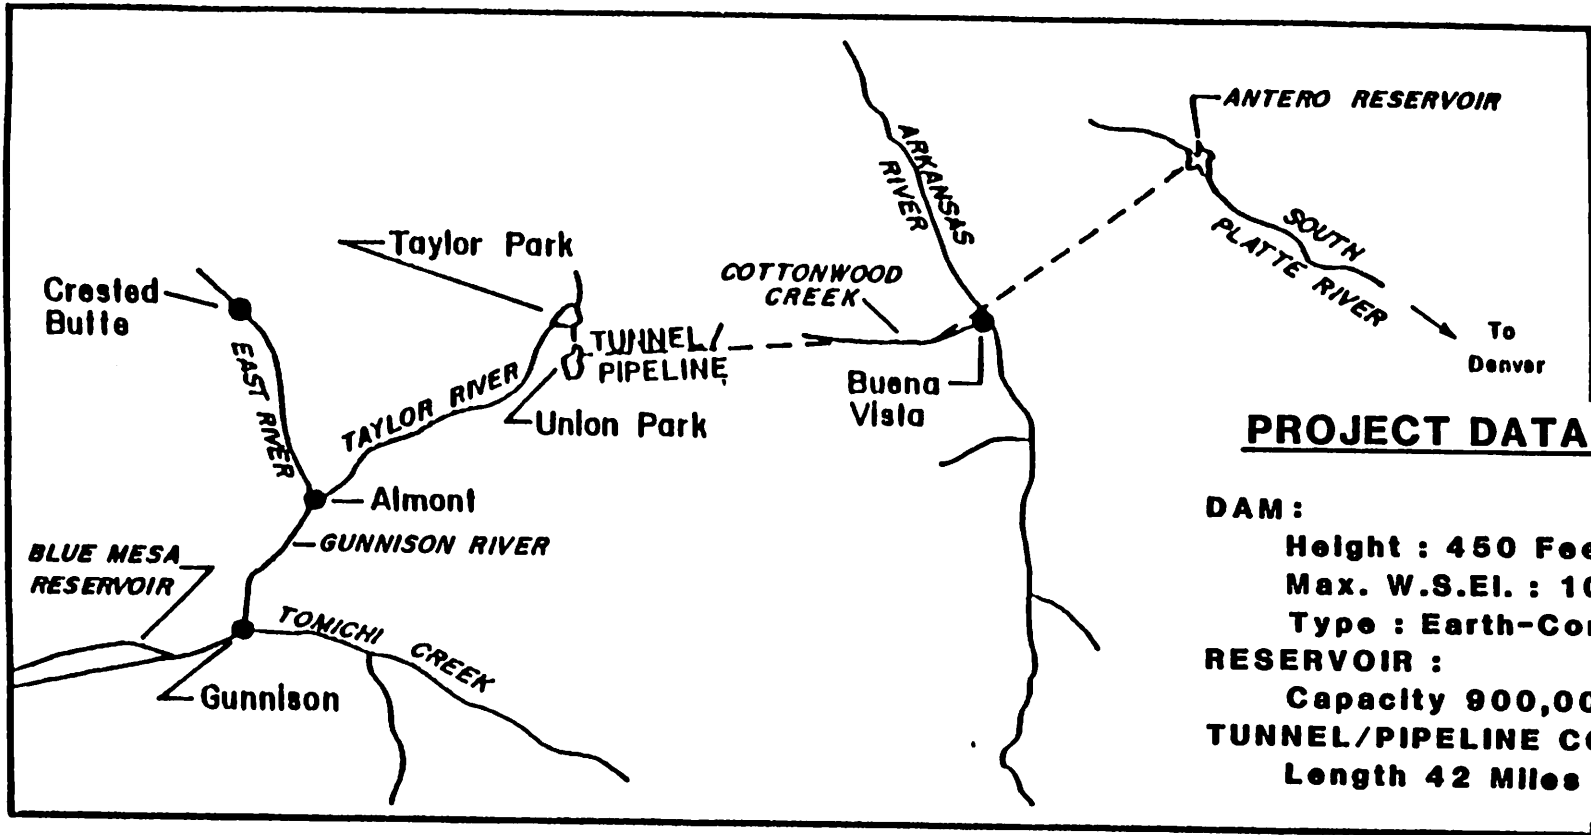 ANTERO RESERVOIR
ARKANSAS
RIVER
SOUTH
PLATTE RIVER
To
Denver
Taylor Park
COTTONWOOD
CREEK
Crested
Butte
EAST RIVER
TAYLOR RIVER
TUNNEL/
PIPELINE
Union Park
Buena
Vista
Almont
GUNNISON RIVER
BLUE MESA
RESERVOIR
TOMICHI CREEK
Gunnison
PROJECT DATA
DAM:
Height : 450 Fee
Max. W.S.El. : 10
Type : Earth-Co
RESERVOIR :
Capacity 900,00
TUNNEL/PIPELINE C
Length 42 Miles